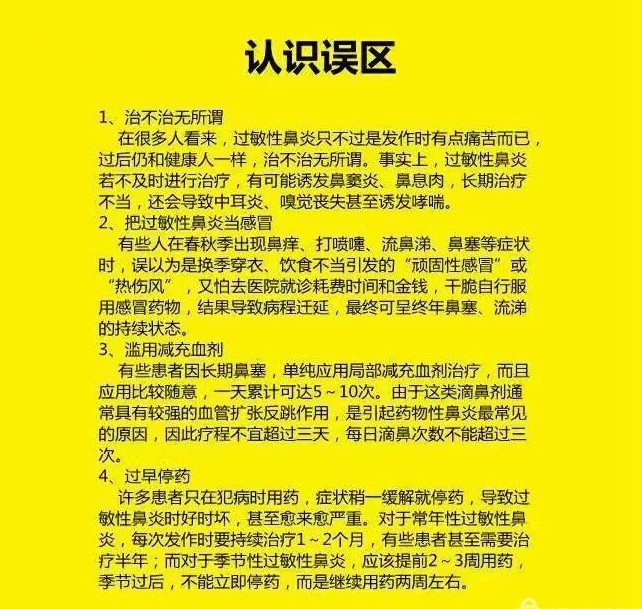 认识误区
1、治不治无所谓
在很多人看来，过敏性鼻炎只不过是发作时有点痛苦而已，
过后仍和健康人一样，治不治无所谓。事实上，过敏性鼻炎
若不及时进行治疗，有可能诱发鼻窦炎、鼻息肉，长期治疗
不当，还会导致中耳炎、嗅觉丧失甚至诱发哮喘。
2、把过敏性鼻炎当感冒
有些人在春秋季出现鼻痒、打喷嚏、流鼻涕、鼻塞等症状
时，误以为是换季穿衣、饮食不当引发的“顽固性感冒”或
“热伤风”，又怕去医院就诊耗费时间和金钱，干脆自行服
用感冒药物，结果导致病程迁延，最终可呈终年鼻塞、流涕
的持续状态。
3、滥用减充血剂
有些患者因长期鼻塞，单纯应用局部减充血剂治疗，而且
应用比较随意，一天累计可达5～10次。由于这类滴鼻剂通
常具有较强的血管扩张反跳作用，是引起药物性鼻炎最常见
的原因，因此疗程不宜超过三天，每日滴鼻次数不能超过三
次。
4、过早停药
许多患者只在犯病时用药，症状稍一缓解就停药，导致过
敏性鼻炎时好时坏，甚至愈来愈严重。对于常年性过敏性鼻
炎，每次发作时要持续治疗1～2个月，有些患者甚至需要治
疗半年；而对于季节性过敏性鼻炎，应该提前2～3周用药，
季节过后，不能立即停药，而是继续用药两周左右。